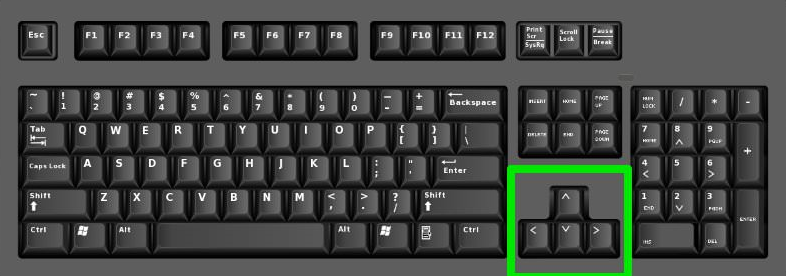 Esc F1 F2 F3 F4 F5 F6 F7 F8 F9 F10 F11 F12 Print Scr SysRq Scroll Lock Pause Break
~ ` ! 1 @ 2 # 3 $ 4 % 5 ^ 6 & 7 * 8 ( 9 ) 0 - + = Backspace INSERT HOME PAGE UP NUM LOCK / * -
Tab Q W E R T Y U I O P { [ } ] | \ DELETE END PAGE DOWN 7 HOME 8 ^ 9 PGUP +
Caps Lock A S D F G H J K L : ; " ' Enter 4 < 5 6 >
Shift Z X C V B N M < , > . ? / Shift ^ 1 END 2 v 3 PGDN ENTER
Ctrl Alt Alt Ctrl < v > INS DEL